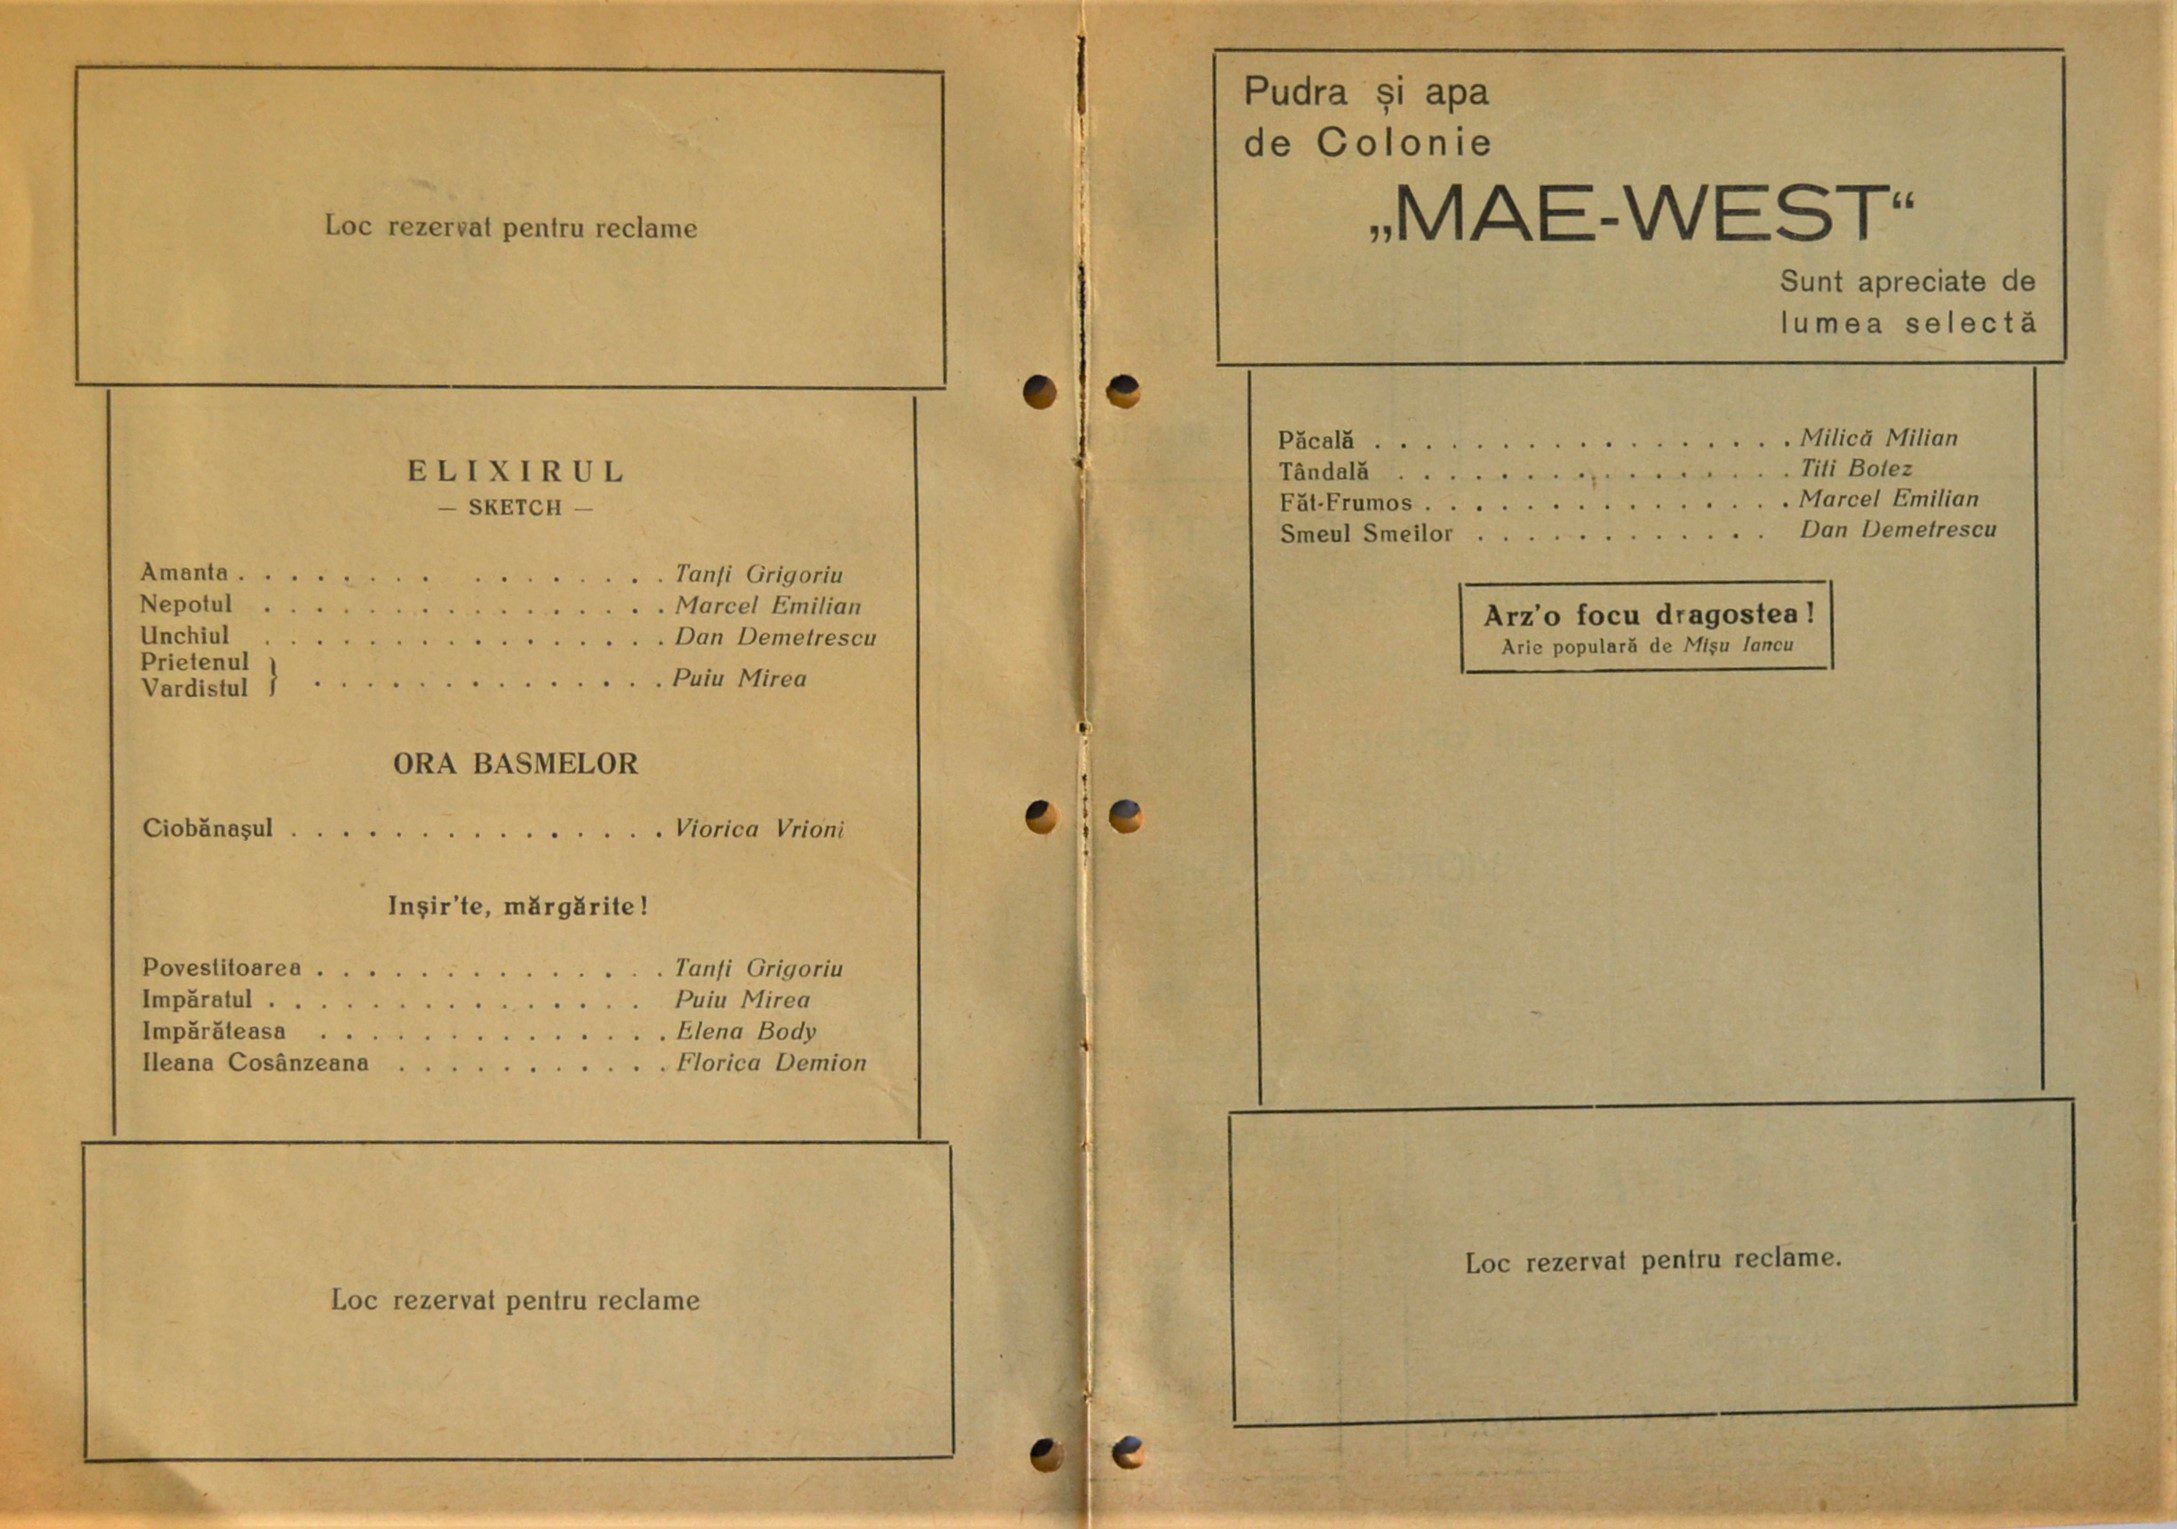 Loc rezervat pentru reclame
ELIXIRUL
— SKETCH —
Amanta . . . . . . . . . . . . . . . . Tanți Grigoriu
Nepotul . . . . . . . . . . . . . . . . Marcel Emilian
Unchiul . . . . . . . . . . . . . . . . Dan Demetrescu
Prietenul
Vardistul } . . . . . . . . . . . . . . Puiu Mirea
ORA BASMELOR
Ciobănașul . . . . . . . . . . . . . . . Viorica Vrioni
Inșir'te, mărgărite!
Povestitoarea . . . . . . . . . . . . . . Tanți Grigoriu
Impăratul . . . . . . . . . . . . . . . Puiu Mirea
Impărăteasa . . . . . . . . . . . . . . Elena Body
Ileana Cosânzeana . . . . . . . . . . . Florica Demion
Loc rezervat pentru reclame
Pudra și apa
de Colonie
„MAE-WEST“
Sunt apreciate de
lumea selectă
Păcală . . . . . . . . . . . . . . . . . Milică Milian
Tândală . . . . . . . . . . . . . . . . Titi Botez
Făt-Frumos . . . . . . . . . . . . . . . Marcel Emilian
Smeul Smeilor . . . . . . . . . . . . Dan Demetrescu
Arz'o focu dragostea!
Arie populară de Mișu Iancu
Loc rezervat pentru reclame.